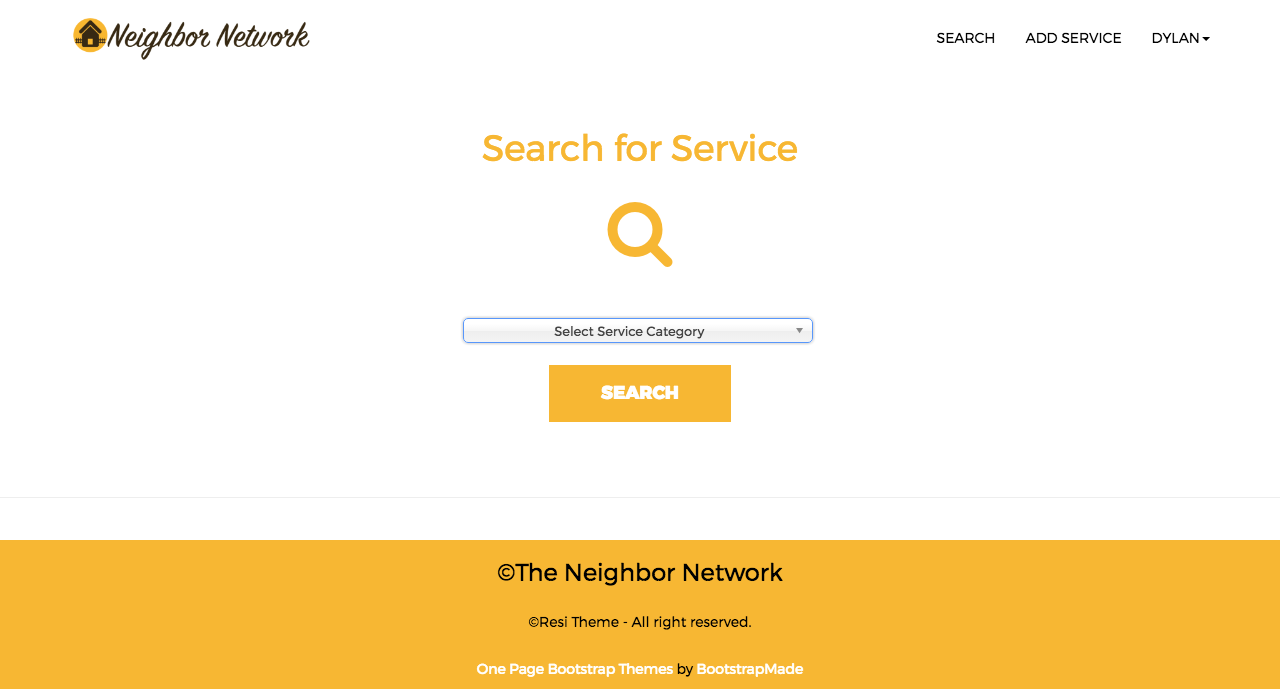 Neighbor Network
SEARCH
ADD SERVICE
DYLAN
Search for Service
Select Service Category
SEARCH
©The Neighbor Network
©Resi Theme - All right reserved.
One Page Bootstrap Themes by BootstrapMade